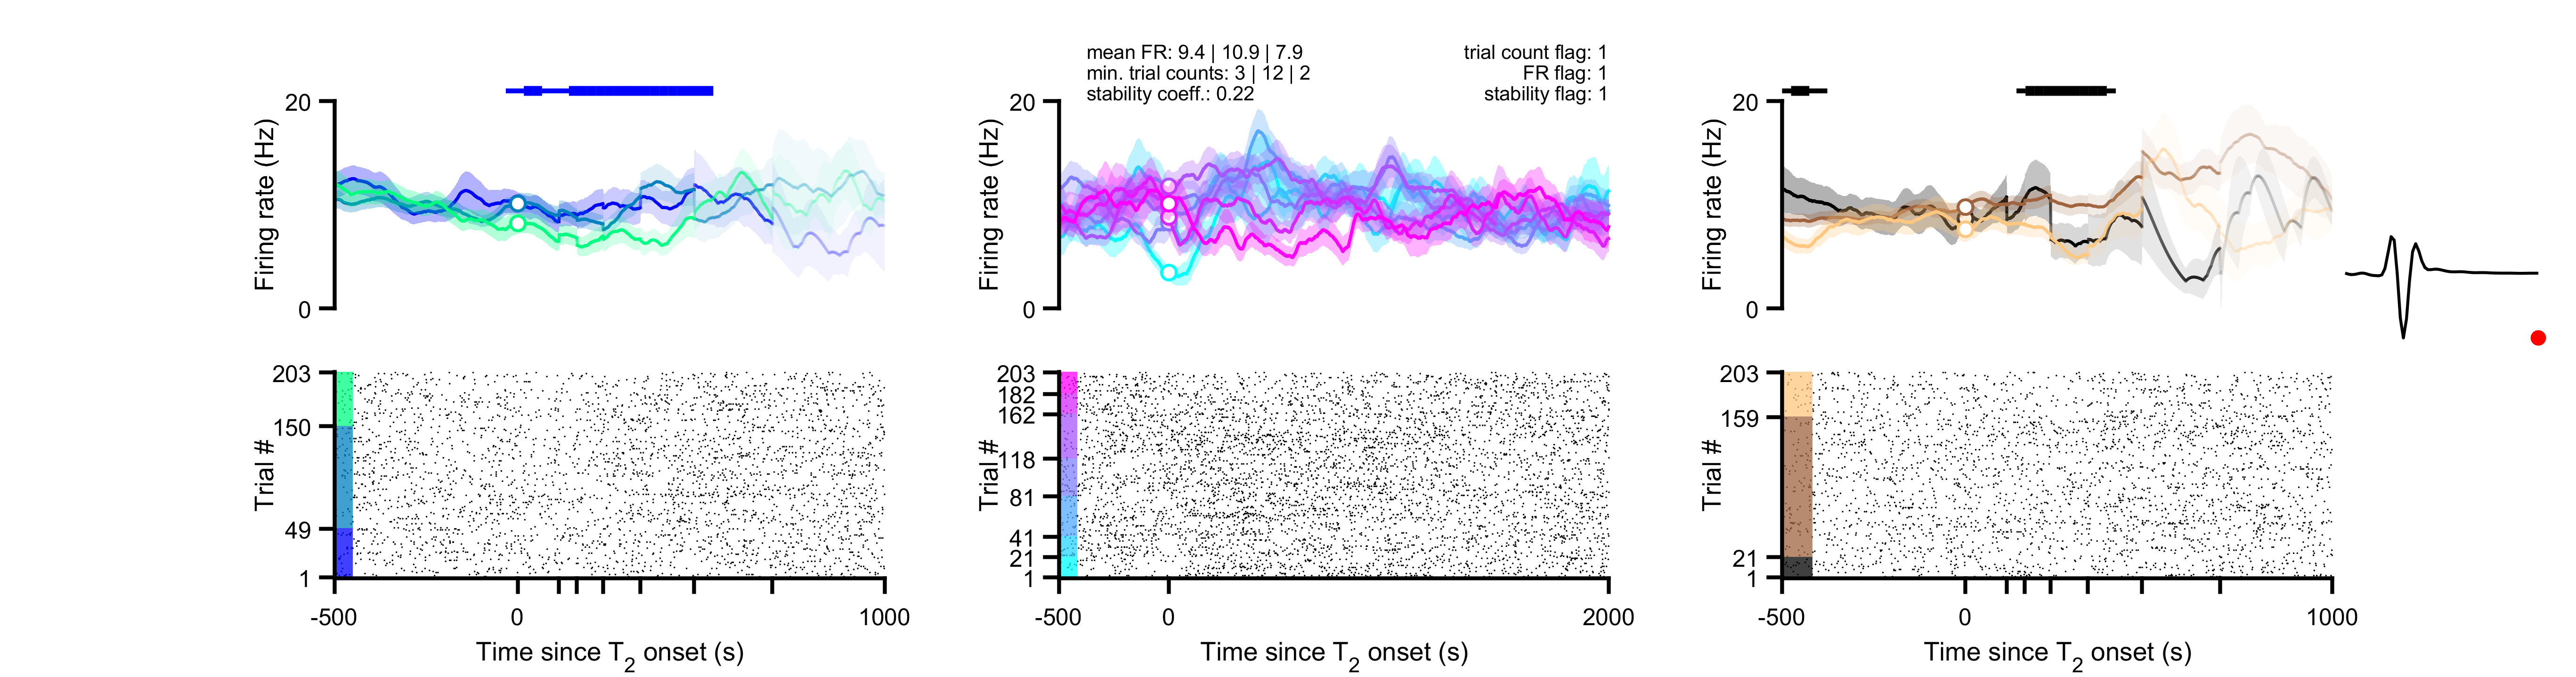 mean FR: 9.4 | 10.9 | 7.9
min. trial counts: 3 | 12 | 2
stability coeff.: 0.22
trial count flag: 1
FR flag: 1
stability flag: 1
20
Firing rate (Hz)
0
20
Firing rate (Hz)
0
20
Firing rate (Hz)
0
203
150
49
1
Trial #
-500
0
1000
Time since T2 onset (s)
203
182
162
118
81
41
21
1
Trial #
-500
0
2000
Time since T2 onset (s)
203
159
21
1
Trial #
-500
0
1000
Time since T2 onset (s)